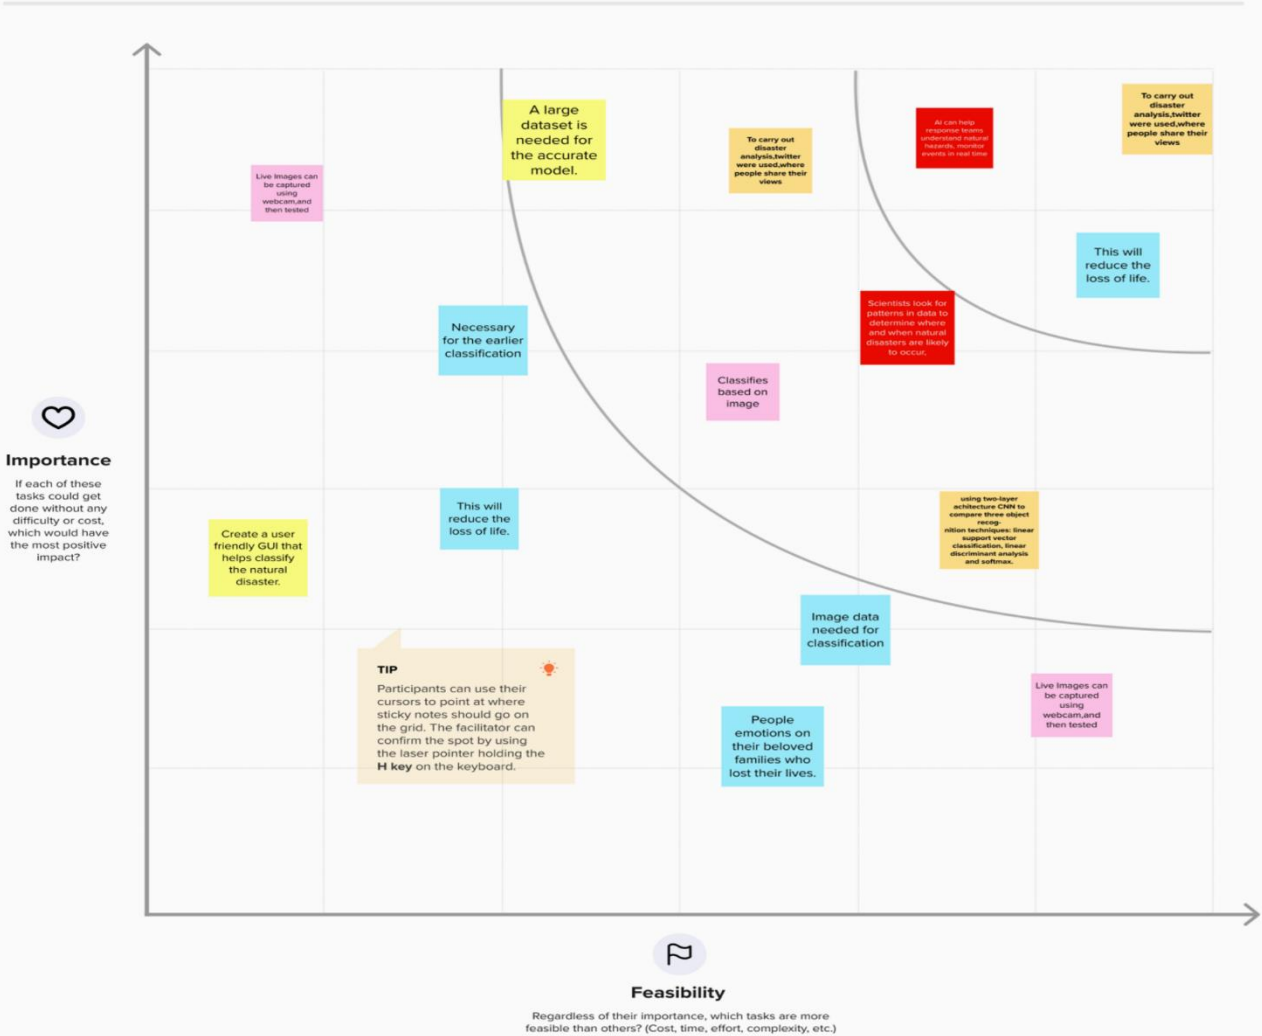 A large
dataset is
needed for
the accurate
model.
To carry out
disaster
analysis,twitter
were used,where
people share their
views
AI can help
response teams
understand natural
hazards, monitor
events in real time
To carry out
disaster
analysis,twitter
were used,where
people share their
views
Live Images can
be captured
using
webcam,and
then tested
This will
reduce the
loss of life.
Necessary
for the earlier
classification
Scientists look for
patterns in data to
determine where
and when natural
disasters are likely
to occur,
Classifies
based on
image
Importance
If each of these
tasks could get
done without any
difficulty or cost,
which would have
the most positive
impact?
Create a user
friendly GUI that
helps classify
the natural
disaster.
This will
reduce the
loss of life.
using two-layer
achitecture CNN to
compare three object
recog-
nition techniques: linear
support vector
classification, linear
discriminant analysis
and softmax.
Image data
needed for
classification
TIP
Participants can use their
cursors to point at where
sticky notes should go on
the grid. The facilitator can
confirm the spot by using
the laser pointer holding the
H key on the keyboard.
People
emotions on
their beloved
families who
lost their lives.
Live Images can
be captured
using
webcam,and
then tested
Feasibility
Regardless of their importance, which tasks are more
feasible than others? (Cost, time, effort, complexity, etc.)